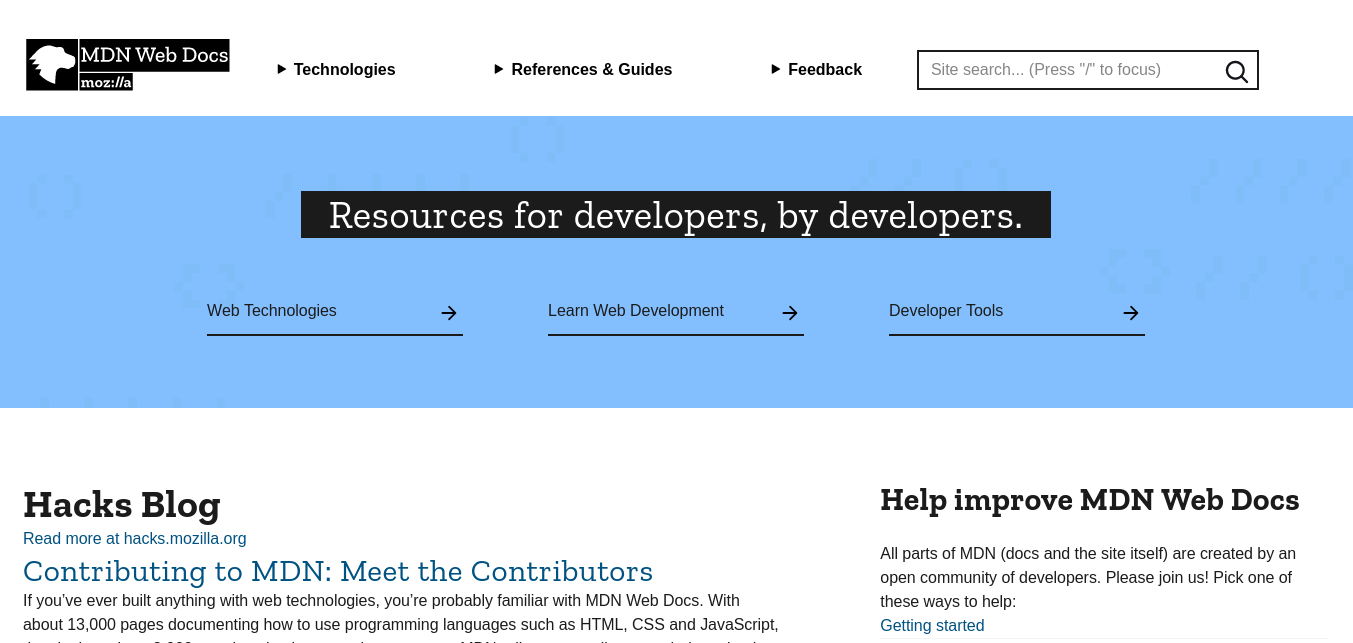 MDN Web Docs
moz://a
Technologies
References & Guides
Feedback
Site search... (Press "/" to focus)
Resources for developers, by developers.
Web Technologies
Learn Web Development
Developer Tools
Hacks Blog
Read more at hacks.mozilla.org
Contributing to MDN: Meet the Contributors
If you’ve ever built anything with web technologies, you’re probably familiar with MDN Web Docs. With
about 13,000 pages documenting how to use programming languages such as HTML, CSS and JavaScript,
Help improve MDN Web Docs
All parts of MDN (docs and the site itself) are created by an
open community of developers. Please join us! Pick one of
these ways to help:
Getting started